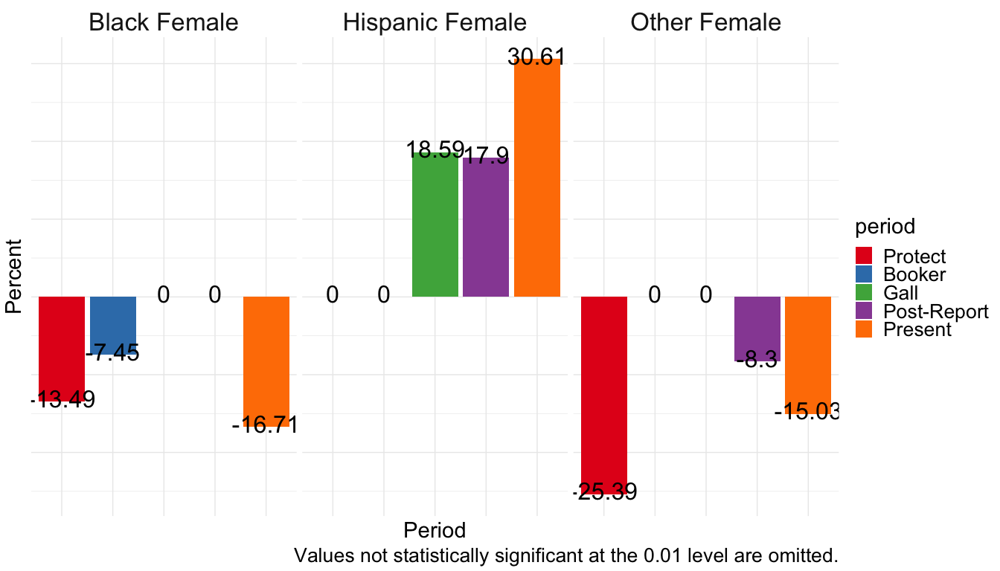 Black Female
Hispanic Female
Other Female
Percent
-13.49
-7.45
0
0
-16.71
0
0
18.59
17.9
30.61
-25.39
0
0
-8.3
-15.03
period
Protect
Booker
Gall
Post-Report
Present
Period
Values not statistically significant at the 0.01 level are omitted.